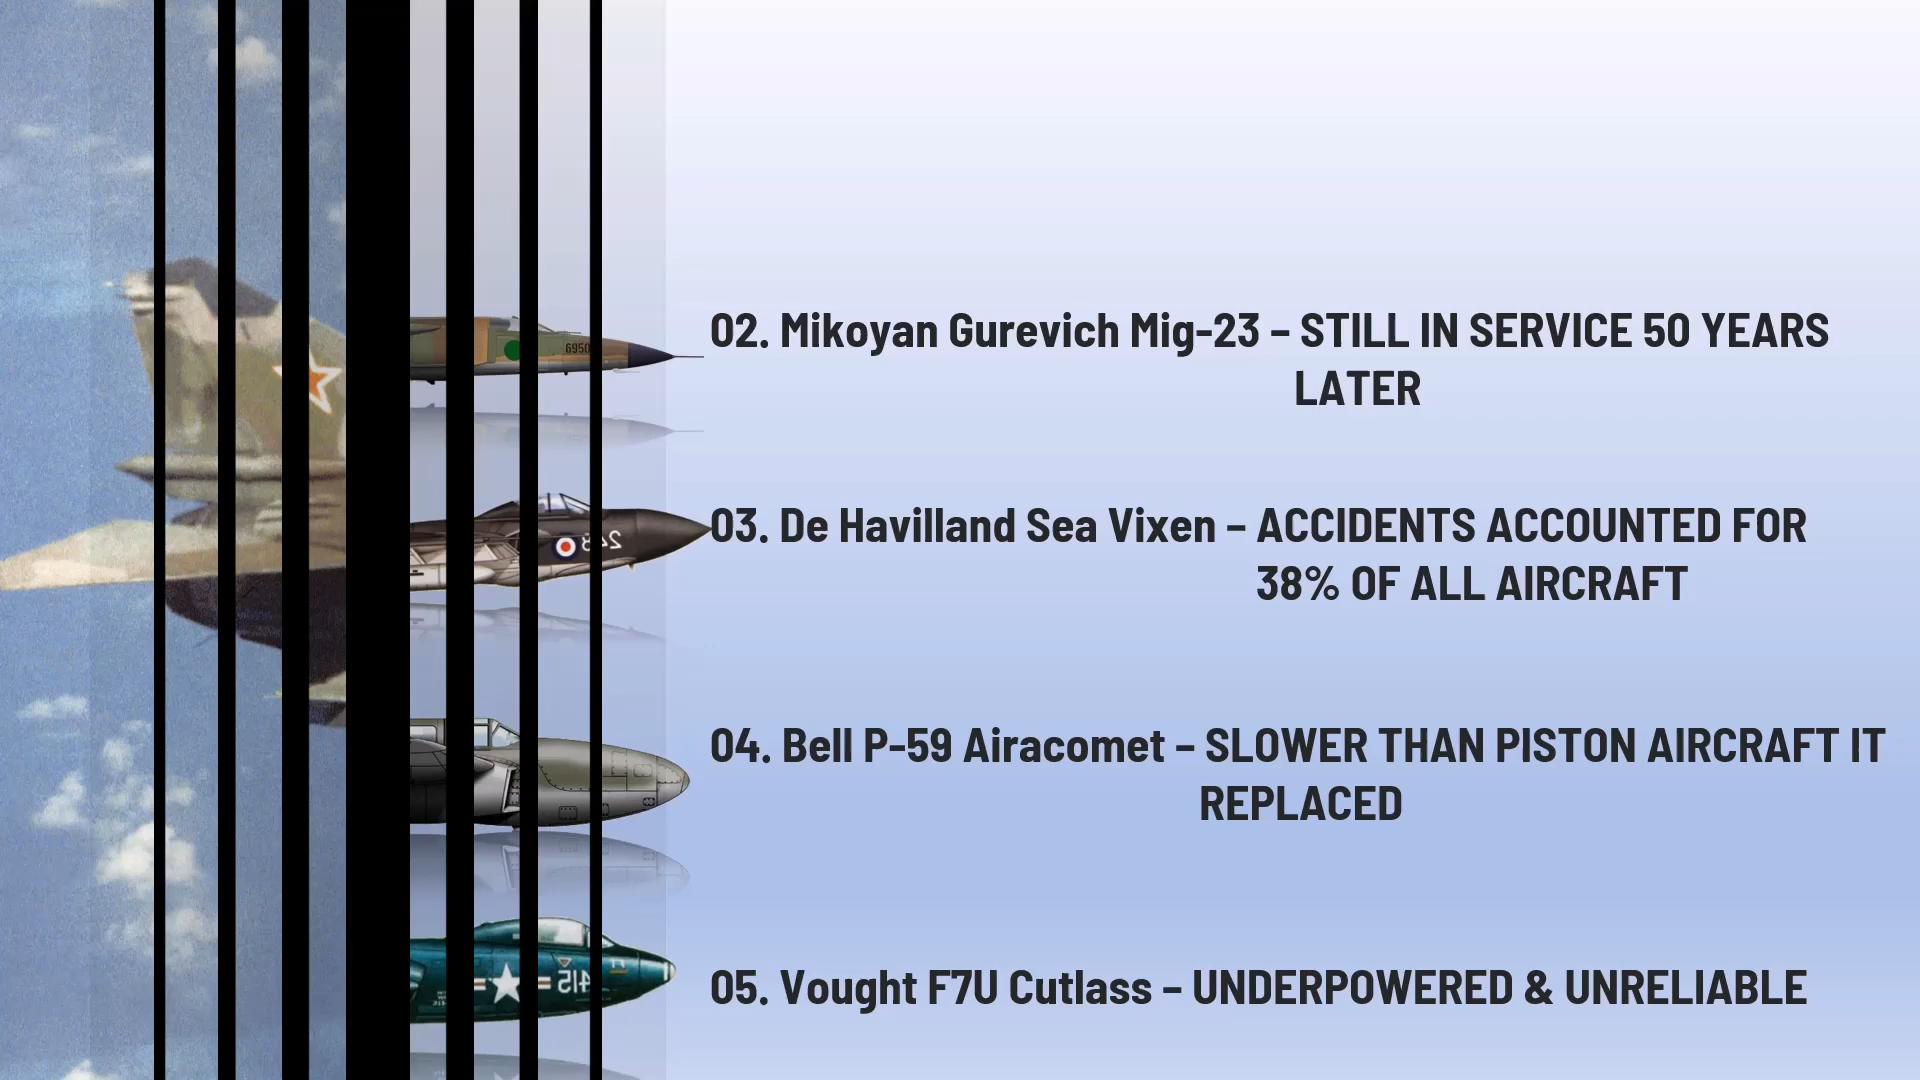 02. Mikoyan Gurevich Mig-23 – STILL IN SERVICE 50 YEARS
LATER
6950
03. De Havilland Sea Vixen – ACCIDENTS ACCOUNTED FOR
38% OF ALL AIRCRAFT
04. Bell P-59 Airacomet – SLOWER THAN PISTON AIRCRAFT IT
REPLACED
415
05. Vought F7U Cutlass – UNDERPOWERED & UNRELIABLE